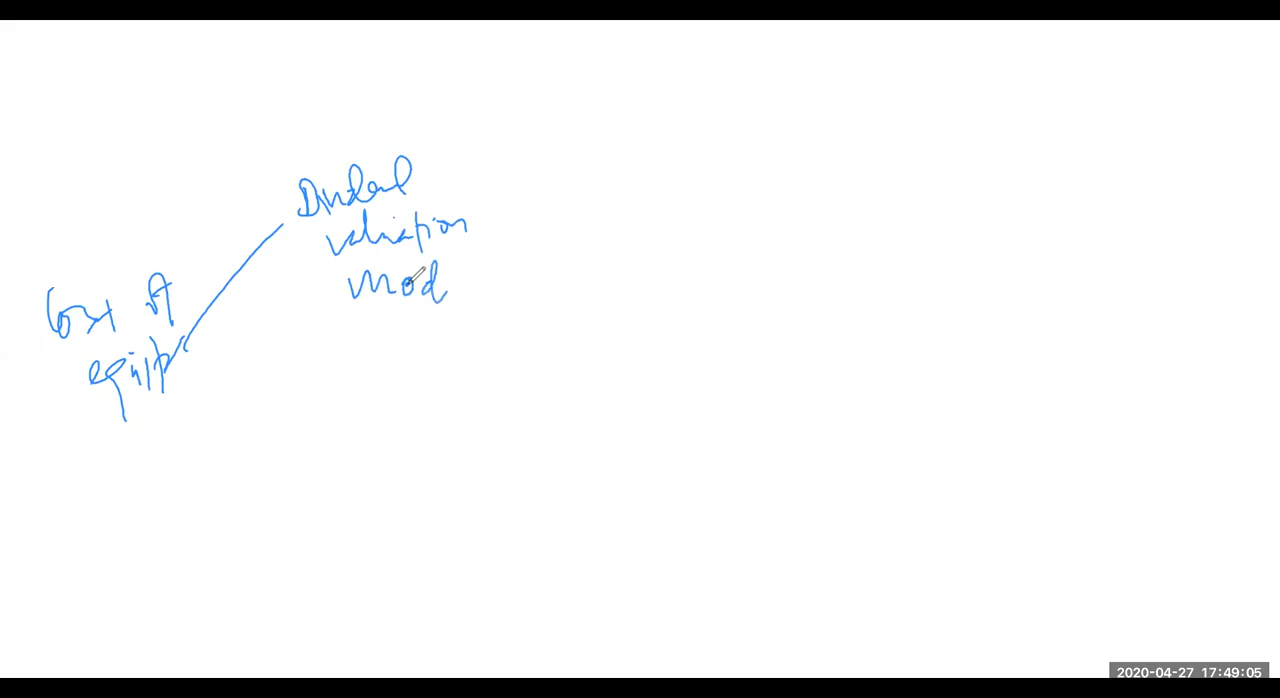 Dividend
valuation
Mod
Cost of
equity
2020-04-27 17:49:05